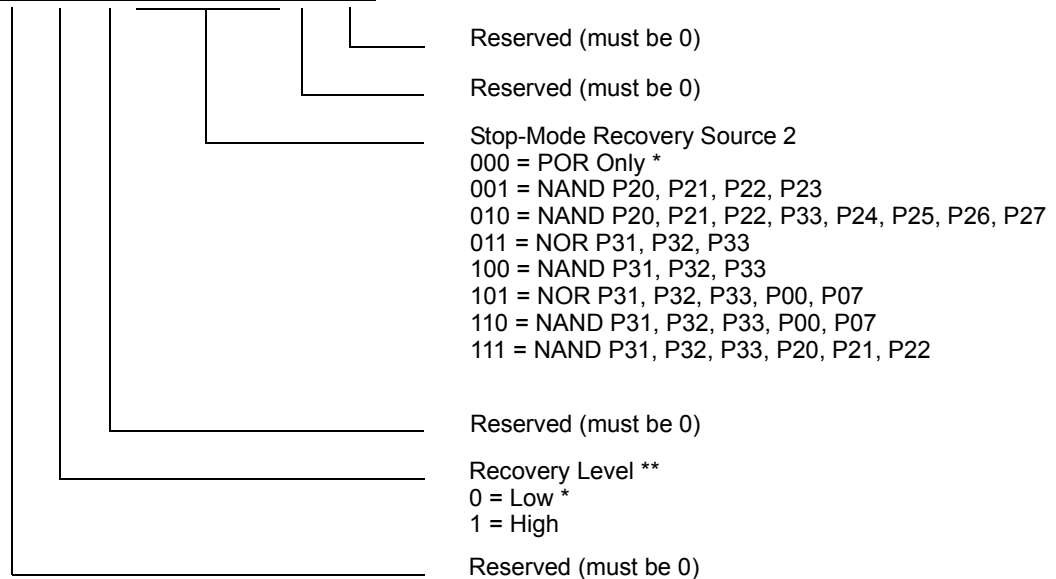 Reserved (must be 0)
Reserved (must be 0)
Stop-Mode Recovery Source 2
000 = POR Only *
001 = NAND P20, P21, P22, P23
010 = NAND P20, P21, P22, P33, P24, P25, P26, P27
011 = NOR P31, P32, P33
100 = NAND P31, P32, P33
101 = NOR P31, P32, P33, P00, P07
110 = NAND P31, P32, P33, P00, P07
111 = NAND P31, P32, P33, P20, P21, P22
Reserved (must be 0)
Recovery Level **
0 = Low *
1 = High
Reserved (must be 0)